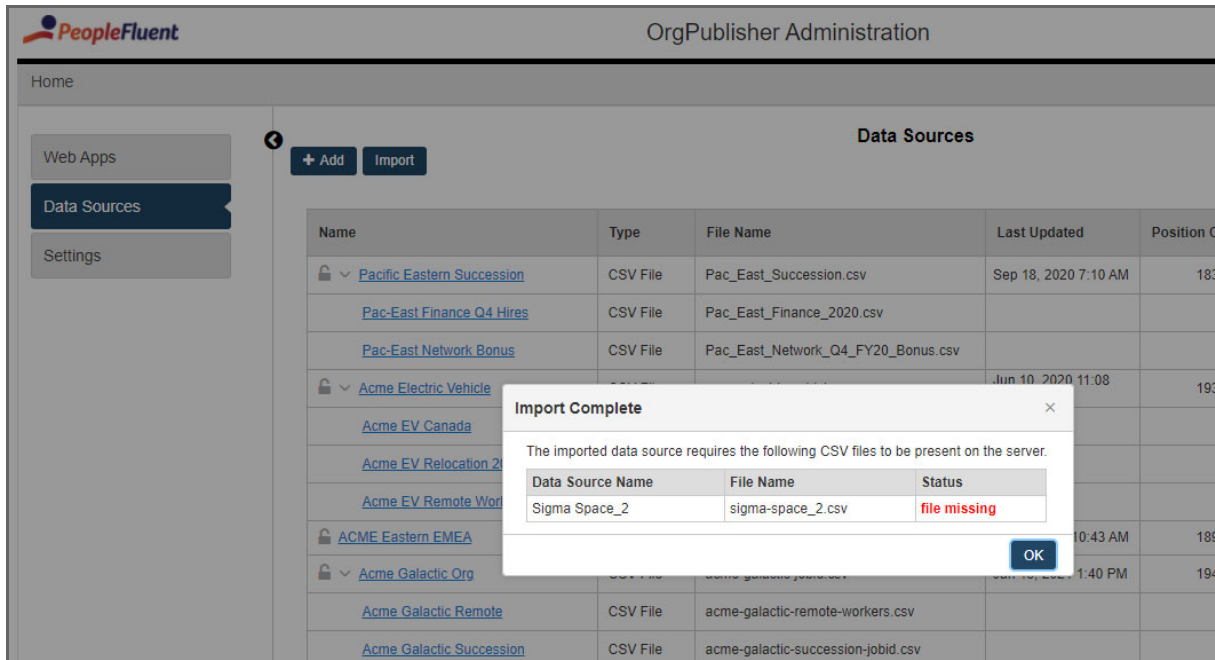 PeopleFluent
OrgPublisher Administration
Home
Web Apps
Data Sources
Settings
Data Sources
+ Add Import
Name Type File Name Last Updated Position
Pacific Eastern Succession CSV File Pac_East_Succession.csv Sep 18, 2020 7:10 AM 183
Pac-East Finance Q4 Hires CSV File Pac_East_Finance_2020.csv
Pac-East Network Bonus CSV File Pac_East_Network_Q4_FY20_Bonus.csv
Acme Electric Vehicle Jun 10, 2020 11:08 193
Acme EV Canada
Acme EV Relocation
Acme EV Remote
ACME Eastern EMEA 10:43 AM 189
Acme Galactic Org 1:40 PM 194
Acme Galactic Remote CSV File acme-galactic-remote-workers.csv
Acme Galactic Succession CSV File acme-galactic-succession-jobid.csv
Import Complete ×
The imported data source requires the following CSV files to be present on the server.
Data Source Name File Name Status
Sigma Space_2 sigma-space_2.csv file missing
OK